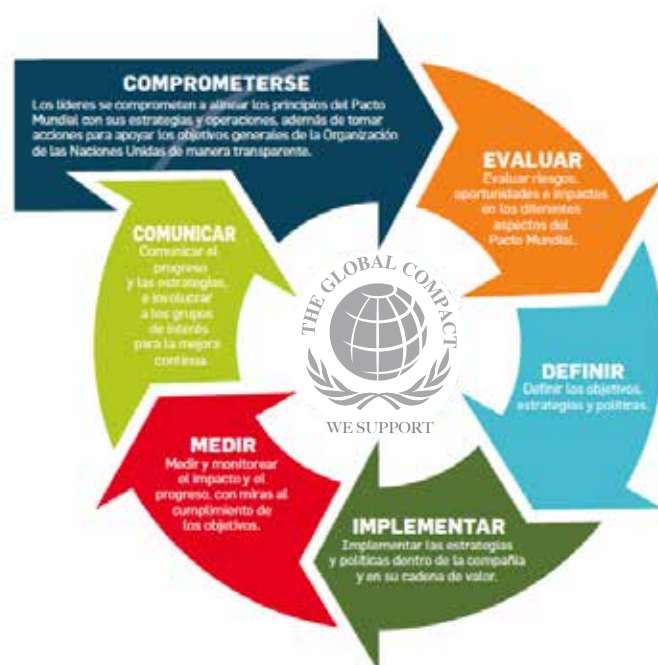 COMPROMETERSE
Los líderes se comprometen a alinear los principios del Pacto
Mundial con sus estrategias y operaciones, además de tomar
acciones para apoyar los objetivos generales de la Organización
de las Naciones Unidas de manera transparente.
EVALUAR
Evaluar riesgos,
oportunidades e impactos
en los diferentes
aspectos del
Pacto Mundial.
DEFINIR
Definir los objetivos,
estrategias y políticas.
IMPLEMENTAR
Implementar las estrategias
y políticas dentro de la compañía
y en su cadena de valor.
MEDIR
Medir y monitorear
el impacto y el
progreso, con miras al
cumplimiento de
los objetivos.
COMUNICAR
Comunicar el
progreso
y las estrategias,
e involucrar
a los grupos
de interés
para la mejora
continua.
THE GLOBAL COMPACT
WE SUPPORT